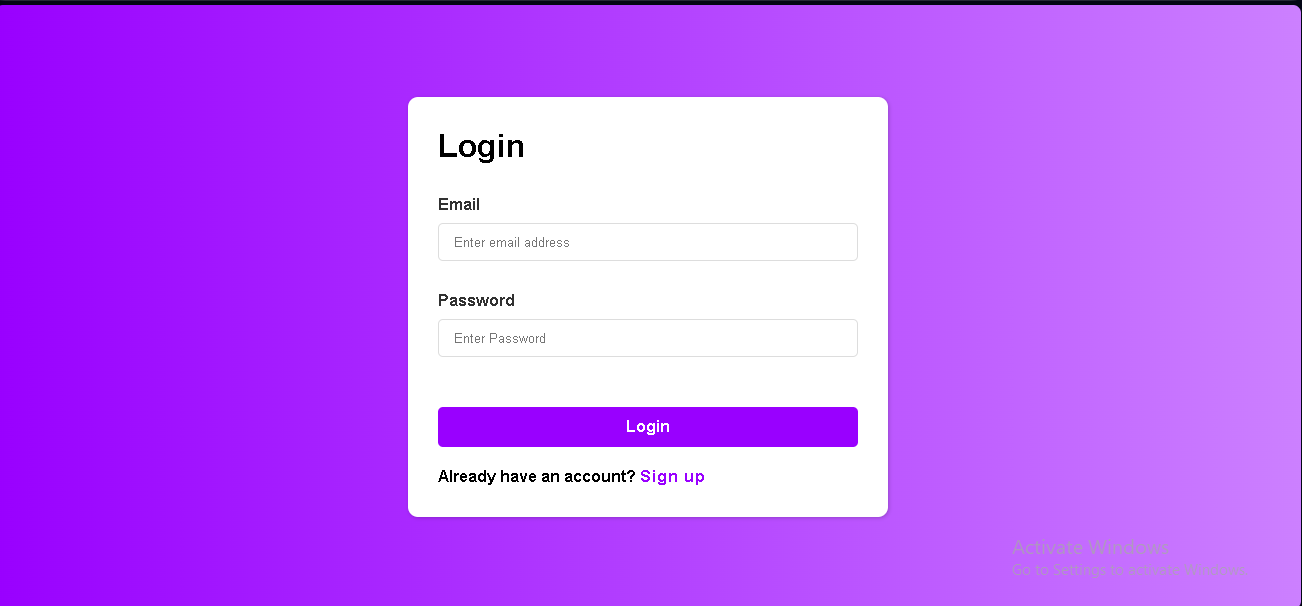 Login
Email
Enter email address
Password
Enter Password
Login
Already have an account? Sign up
Activate Windows
Go to Settings to activate Windows.